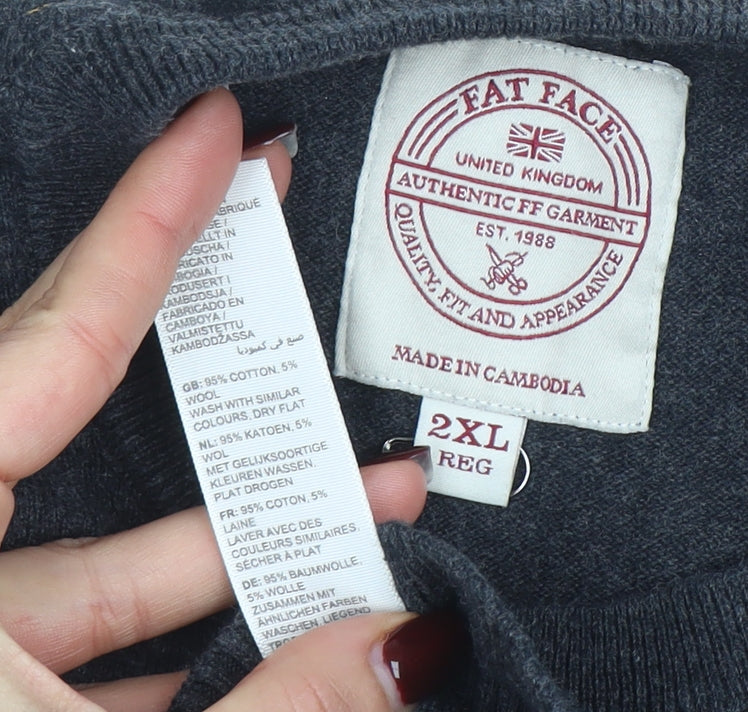 FAT FACE
UNITED KINGDOM
AUTHENTIC FF GARMENT
EST. 1988
QUALITY, FIT AND APPEARANCE
MADE IN CAMBODIA
2XL
REG
KAMBODSJA /
FABRICADO EN
CAMBOYA /
VALMISTETTU
KAMBODŽASSA
صنع في كمبوديا
GB: 95% COTTON, 5%
WOOL
WASH WITH SIMILAR
COLOURS. DRY FLAT
NL: 95% KATOEN, 5%
WOL
MET GELIJKSOORTIGE
KLEUREN WASSEN.
PLAT DROGEN
FR: 95% COTON, 5%
LAINE
LAVER AVEC DES
COULEURS SIMILAIRES.
SÉCHER À PLAT
DE: 95% BAUMWOLLE,
5% WOLLE
ZUSAMMEN MIT
ÄHNLICHEN FARBEN
WASCHEN. LIEGEND